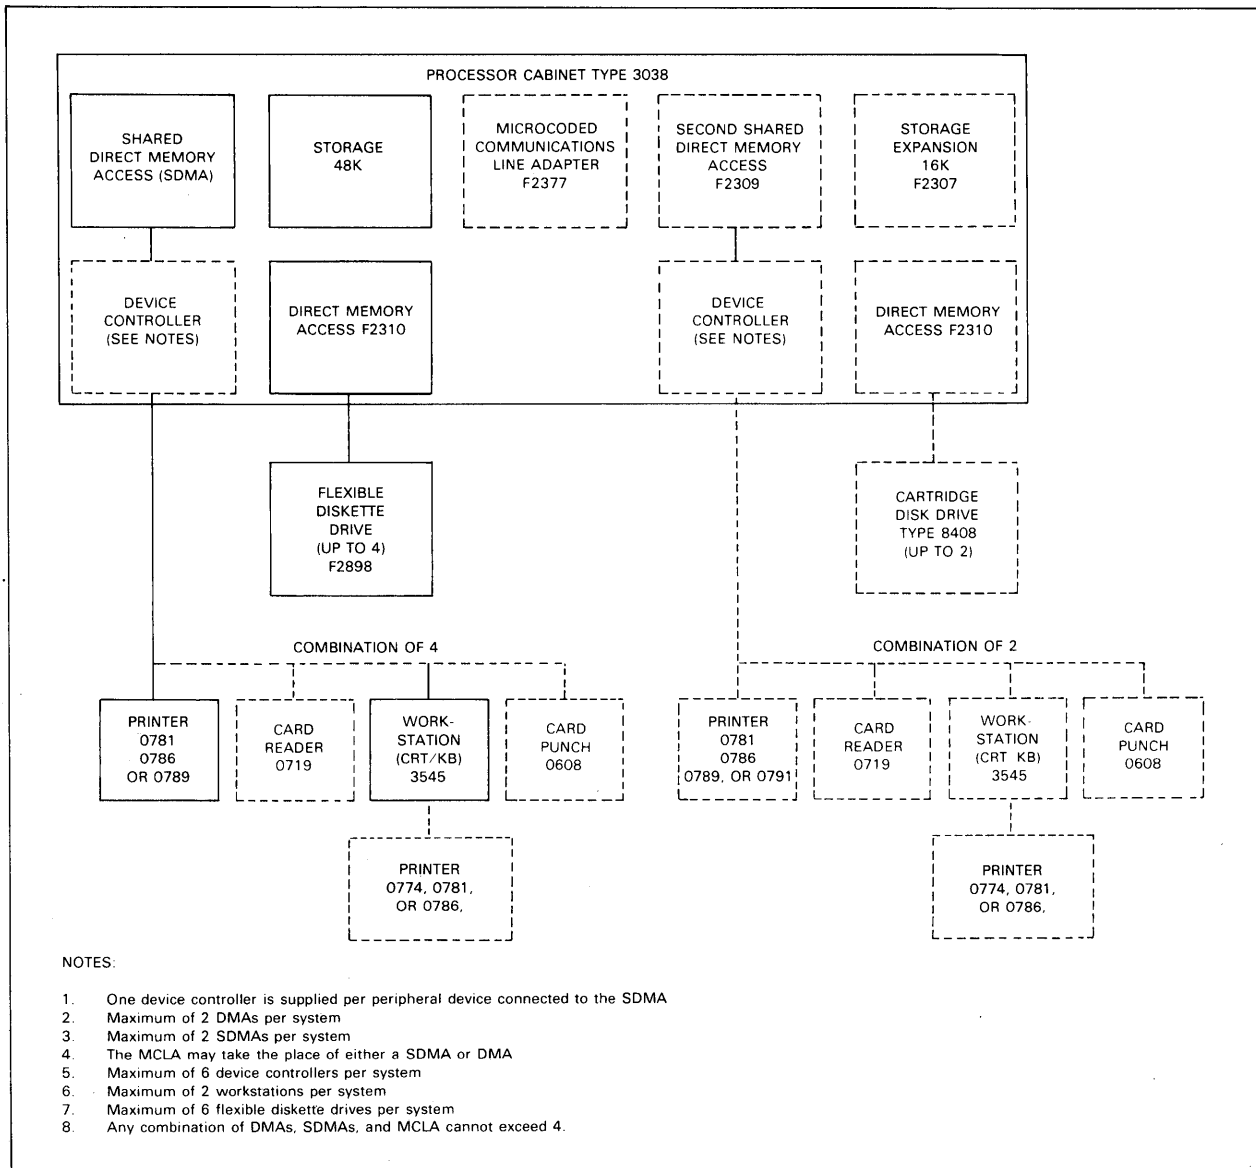 PROCESSOR CABINET TYPE 3038
SHARED
DIRECT MEMORY
ACCESS (SDMA)
STORAGE
48K
MICROCODED
COMMUNICATIONS
LINE ADAPTER
F2377
SECOND SHARED
DIRECT MEMORY
ACCESS
F2309
STORAGE
EXPANSION
16K
F2307
DEVICE
CONTROLLER
(SEE NOTES)
DIRECT MEMORY
ACCESS F2310
DEVICE
CONTROLLER
(SEE NOTES)
DIRECT MEMORY
ACCESS F2310
FLEXIBLE
DISKETTE
DRIVE
(UP TO 4)
F2898
CARTRIDGE
DISK DRIVE
TYPE 8408
(UP TO 2)
COMBINATION OF 4
COMBINATION OF 2
PRINTER
0781
0786
OR 0789
CARD
READER
0719
WORK-
STATION
(CRT/KB)
3545
CARD
PUNCH
0608
PRINTER
0781
0786
0789, OR 0791
CARD
READER
0719
WORK-
STATION
(CRT KB)
3545
CARD
PUNCH
0608
PRINTER
0774, 0781,
OR 0786,
PRINTER
0774, 0781,
OR 0786,
NOTES:
1. One device controller is supplied per peripheral device connected to the SDMA
2. Maximum of 2 DMAs per system
3. Maximum of 2 SDMAs per system
4. The MCLA may take the place of either a SDMA or DMA
5. Maximum of 6 device controllers per system
6. Maximum of 2 workstations per system
7. Maximum of 6 flexible diskette drives per system
8. Any combination of DMAs, SDMAs, and MCLA cannot exceed 4.